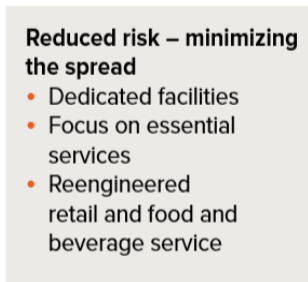 Reduced risk – minimizing
the spread
• Dedicated facilities
• Focus on essential
services
• Reengineered
retail and food and
beverage service